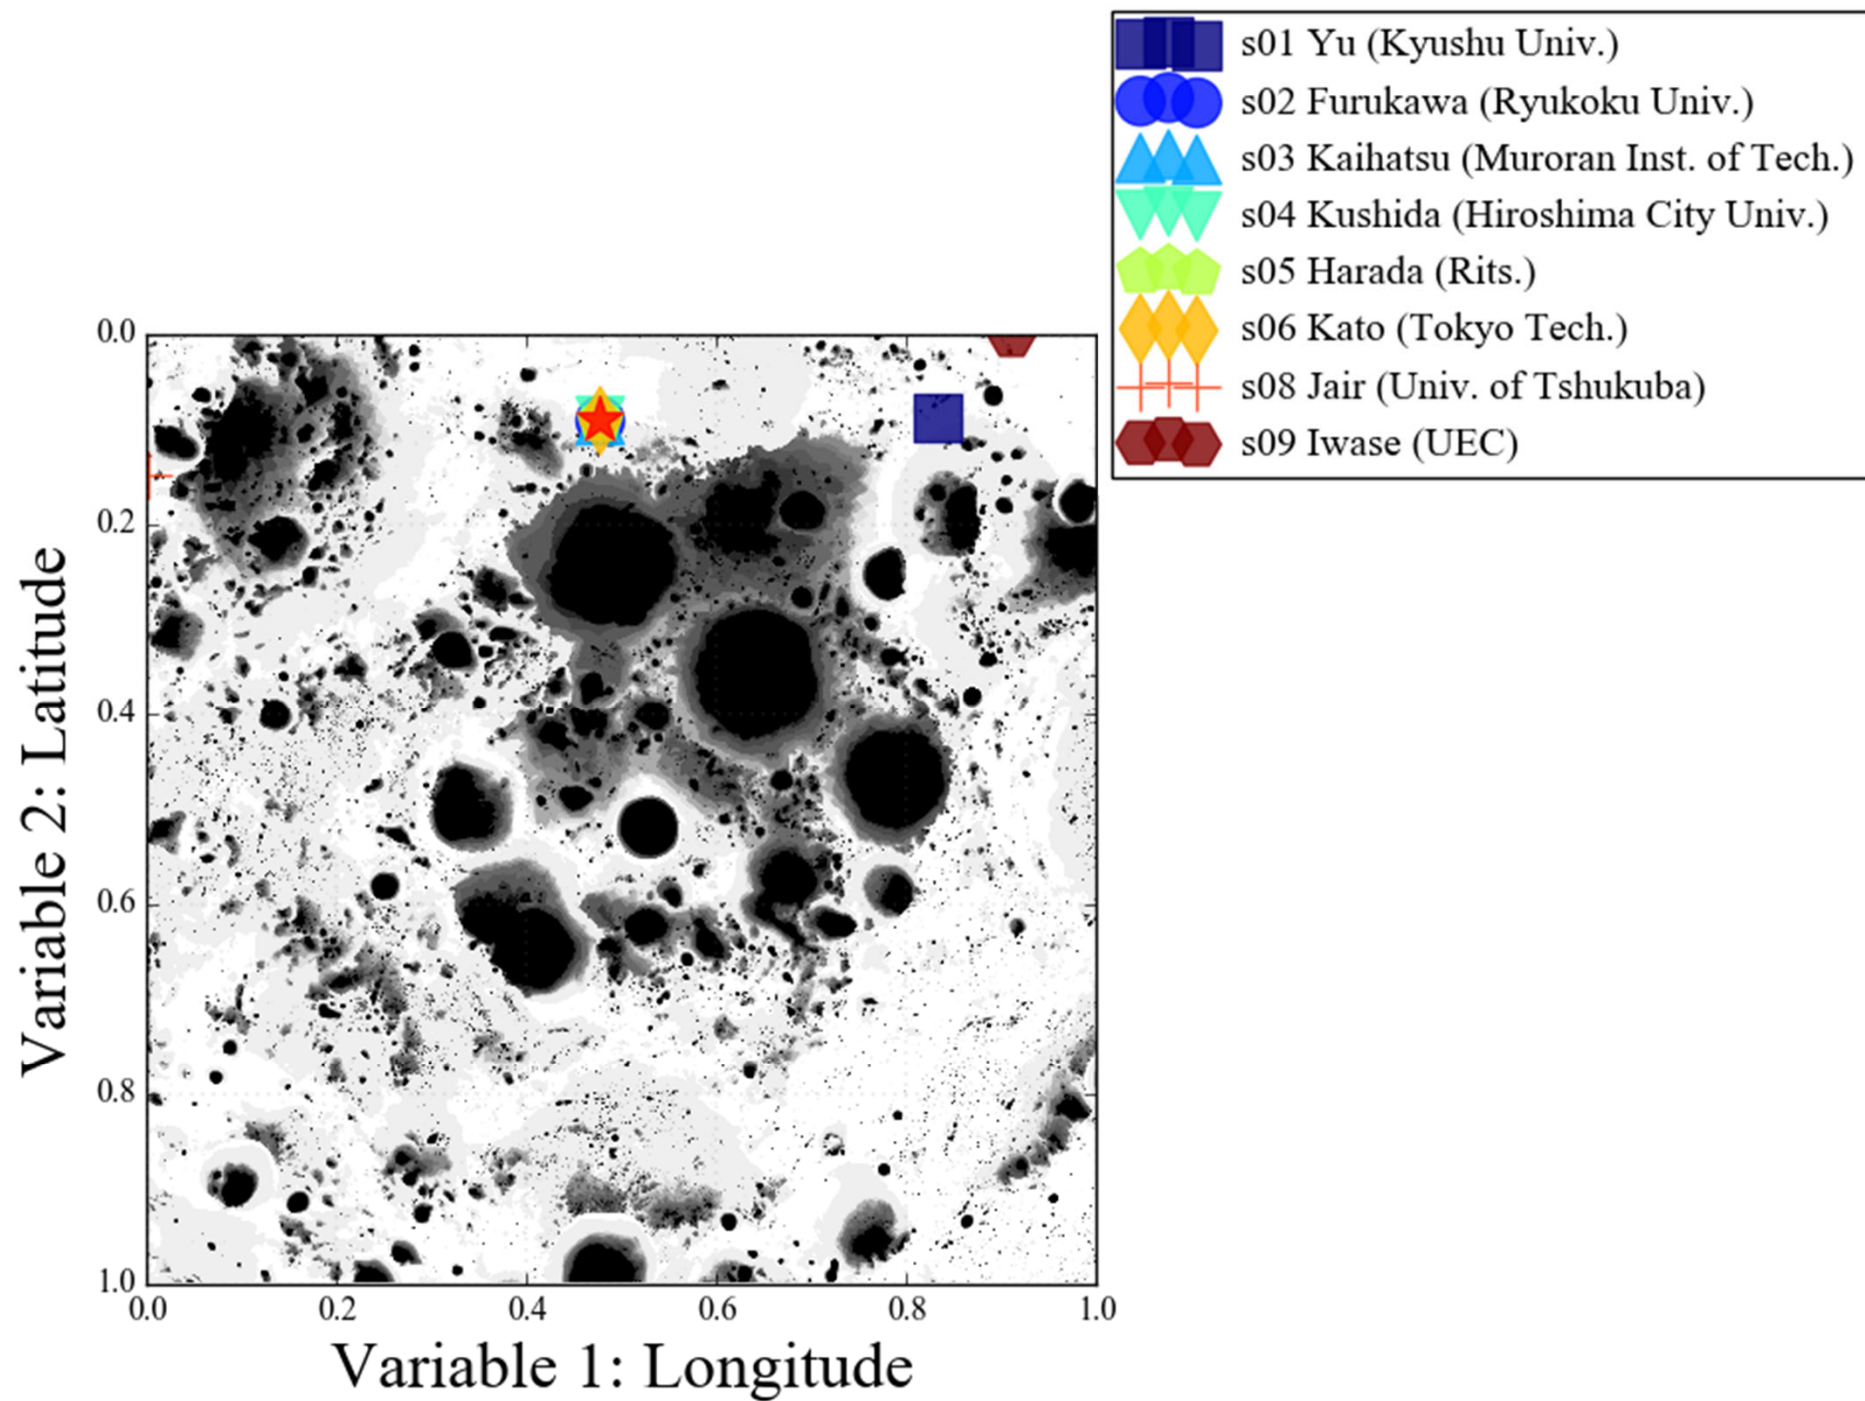 s01 Yu (Kyushu Univ.)
s02 Furukawa (Ryukoku Univ.)
s03 Kaihatsu (Muroran Inst. of Tech.)
s04 Kushida (Hiroshima City Univ.)
s05 Harada (Rits.)
s06 Kato (Tokyo Tech.)
s08 Jair (Univ. of Tshukuba)
s09 Iwase (UEC)
Variable 2: Latitude
0.0
0.2
0.4
0.6
0.8
1.0
0.0 0.2 0.4 0.6 0.8 1.0
Variable 1: Longitude